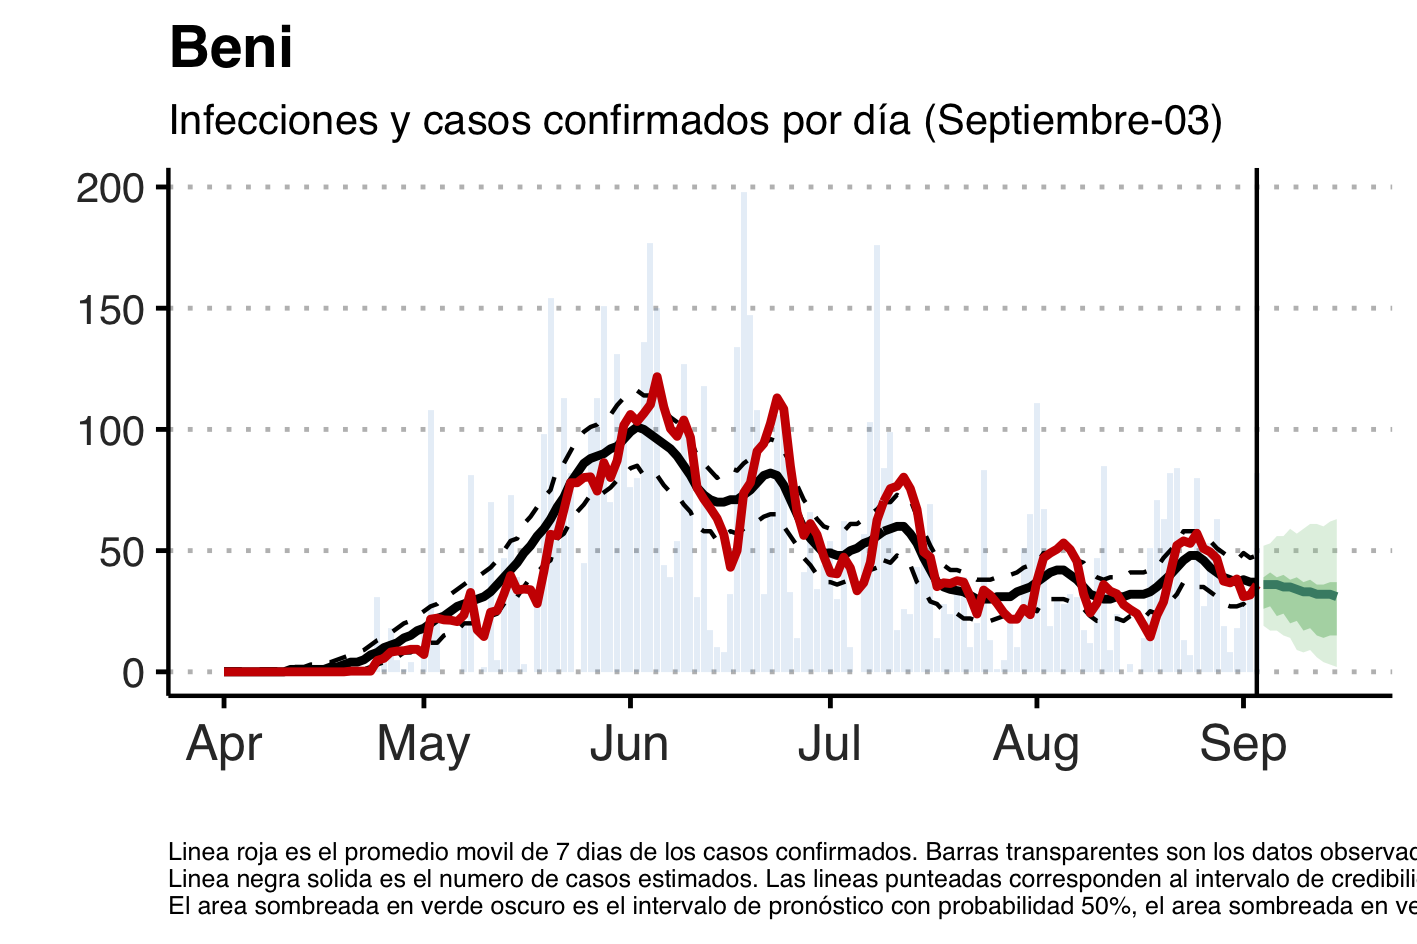 Beni
Infecciones y casos confirmados por día (Septiembre-03)
200
150
100
50
0
Apr May Jun Jul Aug Sep
Linea roja es el promedio movil de 7 dias de los casos confirmados. Barras transparentes son los datos
Linea negra solida es el numero de casos estimados. Las lineas punteadas corresponden al intervalo de
El area sombreada en verde oscuro es el intervalo de pronóstico con probabilidad 50%, el area sombreada en